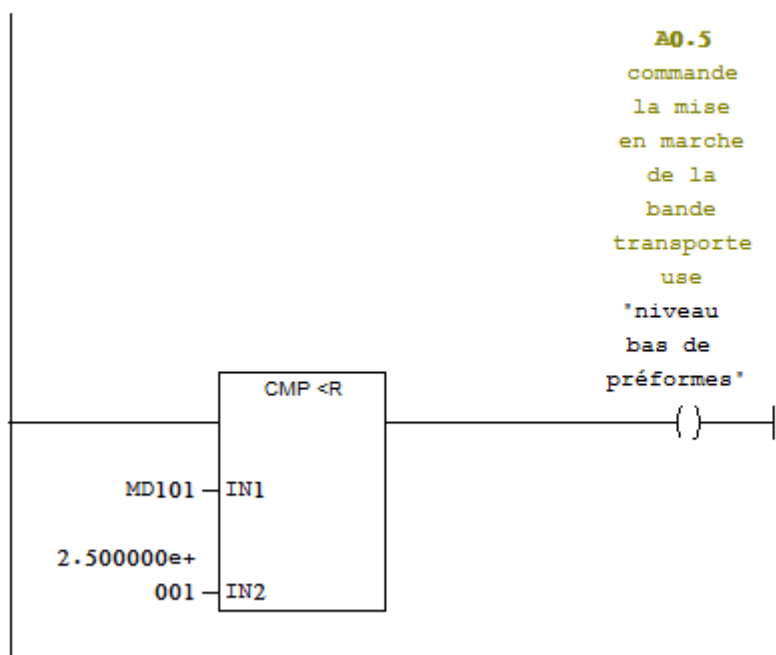 A0.5
commande
la mise
en marche
de la
bande
transporte
use
"niveau
bas de
préformes"
CMP <R
MD101
IN1
2.500000e+
001
IN2